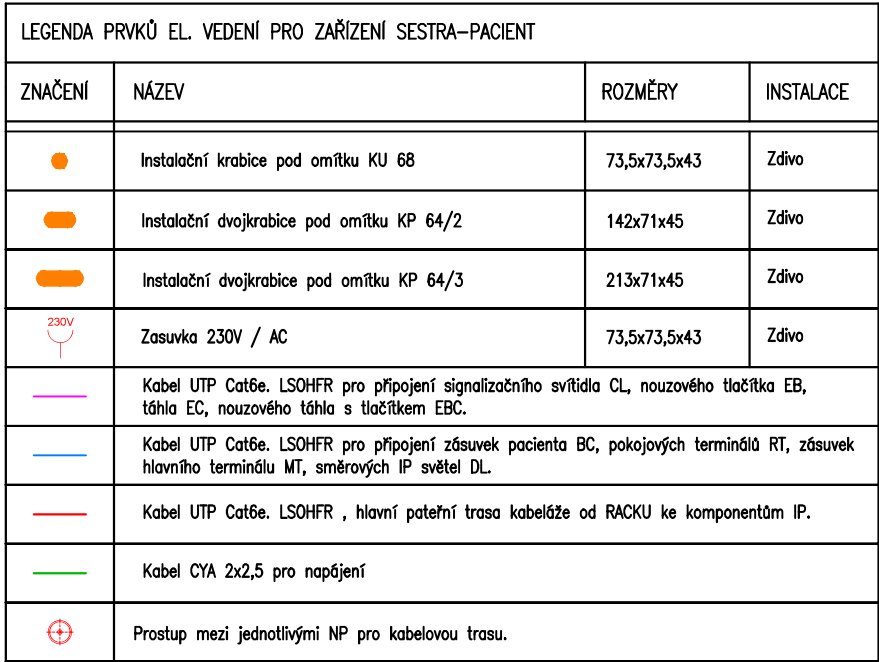 LEGENDA PRVKŮ EL. VEDENÍ PRO ZAŘÍZENÍ SESTRA-PACIENT
ZNAČENÍ NÁZEV ROZMĚRY INSTALACE
Instalační krabice pod omítku KU 68 73,5x73,5x43 Zdivo
Instalační dvojkrabice pod omítku KP 64/2 142x71x45 Zdivo
Instalační dvojkrabice pod omítku KP 64/3 213x71x45 Zdivo
230V
Zasuvka 230V / AC 73,5x73,5x43 Zdivo
Kabel UTP Cat6e. LSOHFR pro připojení signalizačního svítidla CL, nouzového tlačítka EB,
táhla EC, nouzového táhla s tlačítkem EBC.
Kabel UTP Cat6e. LSOHFR pro připojení zásuvek pacienta BC, pokojových terminálů RT, zásuvek
hlavního terminálu MT, směrových IP světel DL.
Kabel UTP Cat6e. LSOHFR , hlavní pateřní trasa kabeláže od RACKU ke komponentům IP.
Kabel CYA 2x2,5 pro napájení
Prostup mezi jednotlivými NP pro kabelovou trasu.